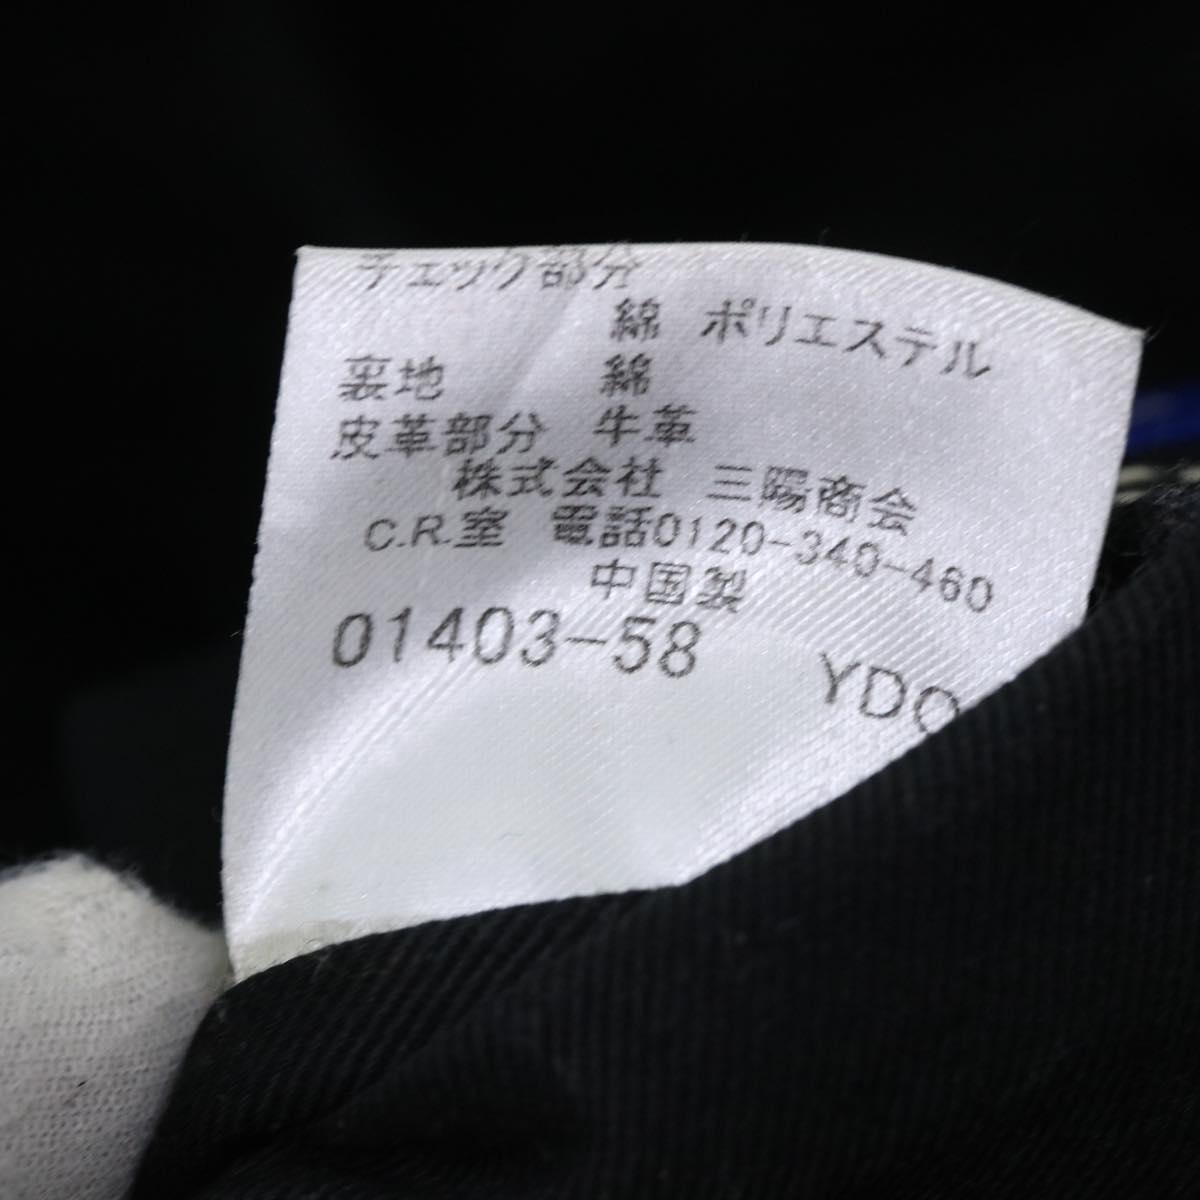 チェック部分
綿 ポリエステル
裏地 綿
皮革部分 牛革
株式会社 三陽商会
C.R.室 電話0120-340-460
中国製
01403-58 YDO